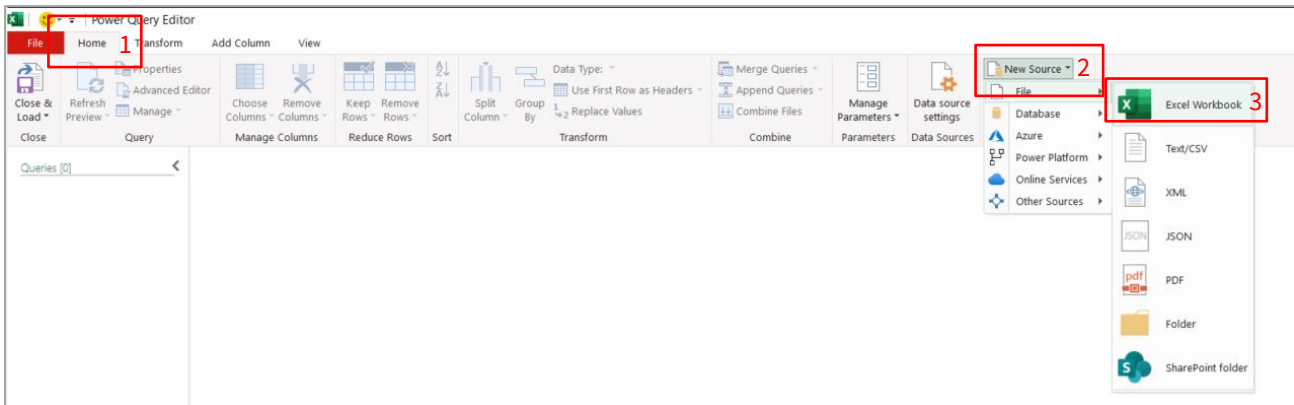 Power Query Editor
File Home 1 Transform Add Column View
Close & Load
Refresh Preview
Properties
Advanced Editor
Manage
Choose Columns
Remove Columns
Keep Rows
Remove Rows
A Z
Z A
Split Column
Group By
Data Type:
Use First Row as Headers
1 2 Replace Values
Merge Queries
Append Queries
Combine Files
Manage Parameters
Data source settings
New Source 2
File
Database
Azure
Power Platform
Online Services
Other Sources
Close Query Manage Columns Reduce Rows Sort Transform Combine Parameters Data Sources
Queries [0]
X Excel Workbook 3
Text/CSV
XML
JSON JSON
pdf PDF
Folder
S SharePoint folder